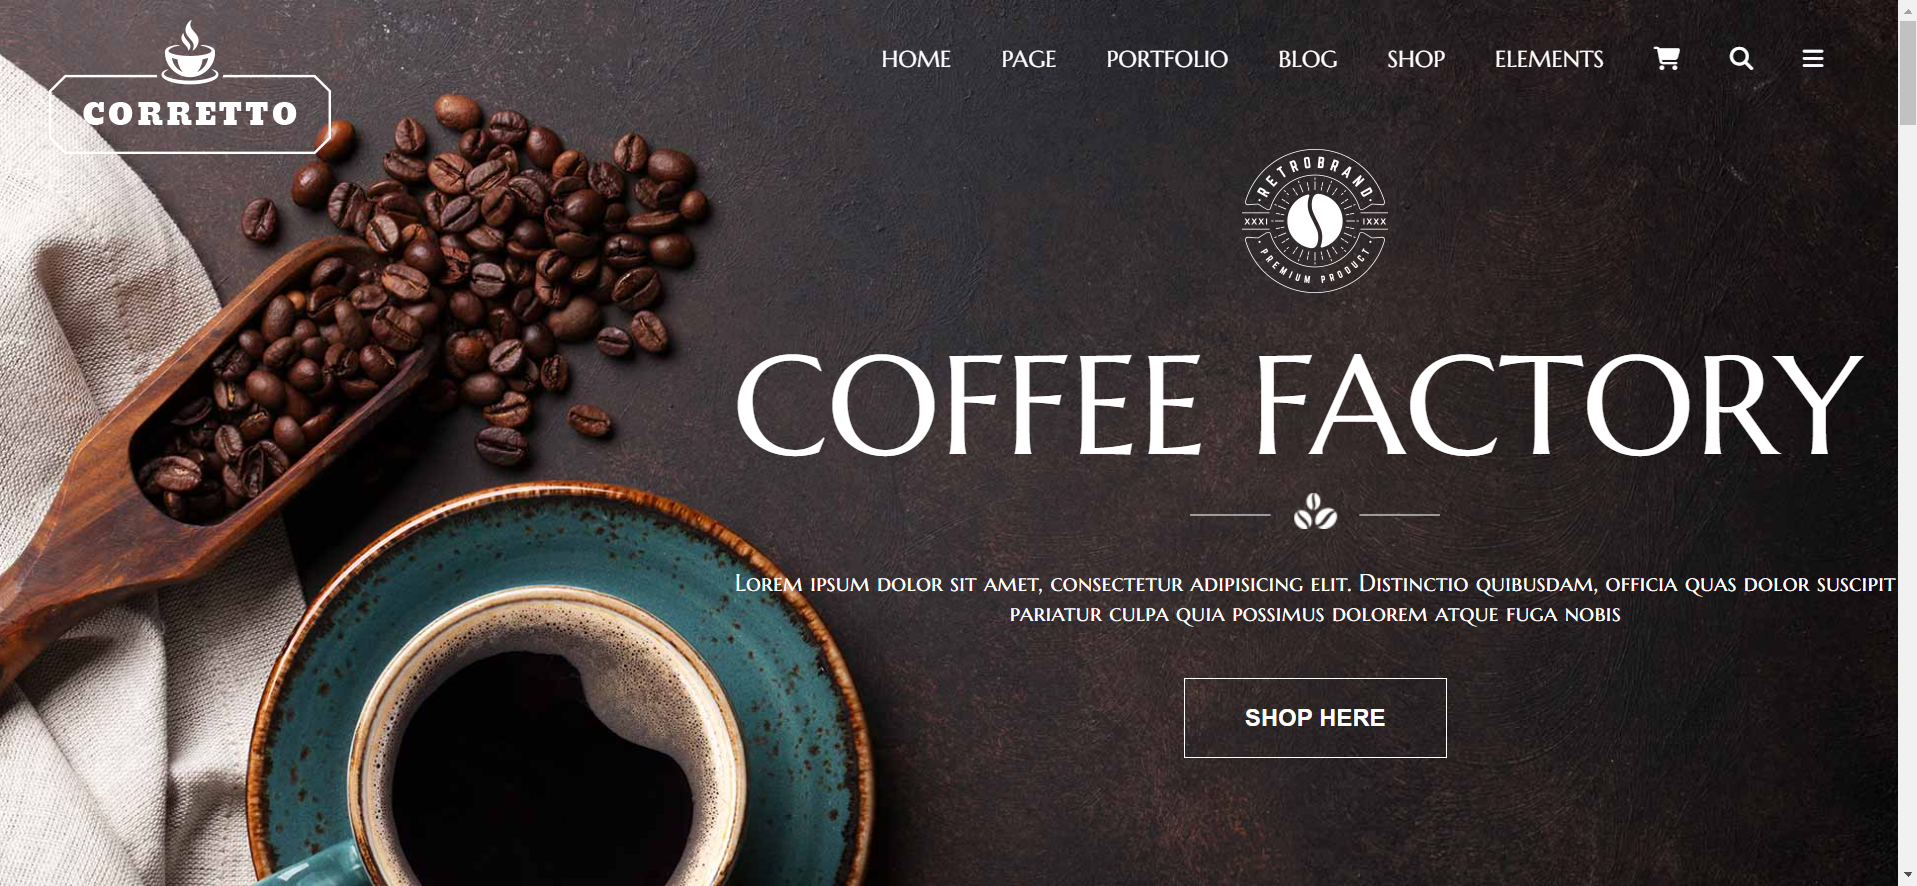 CORRETTO
HOME PAGE PORTFOLIO BLOG SHOP ELEMENTS
RETROBRAND
XXXI IXXX
PREMIUM PRODUCT
COFFEE FACTORY
Lorem ipsum dolor sit amet, consectetur adipisicing elit. Distinctio quibusdam, officia quas dolor suscipit
pariatur culpa quia possimus dolorem atque fuga nobis
SHOP HERE